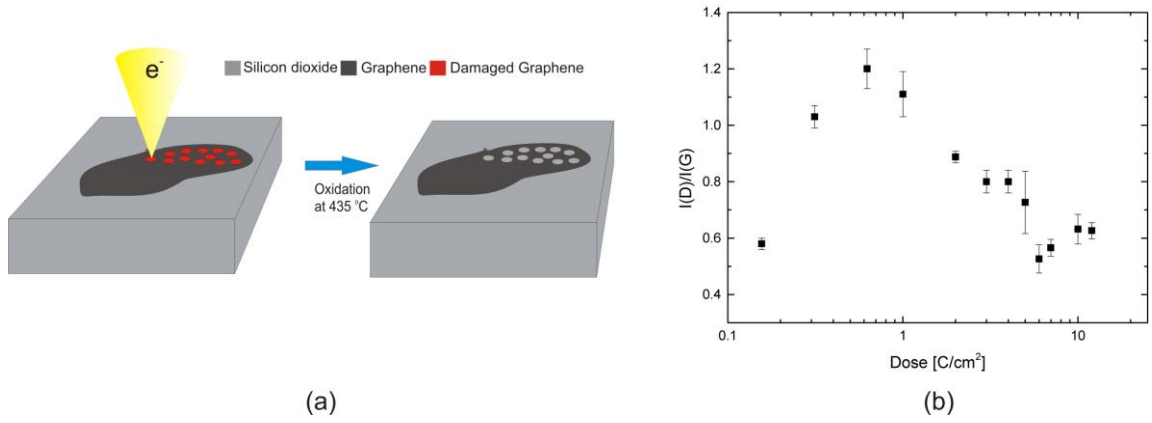 e-
Silicon dioxide Graphene Damaged Graphene
Oxidation
at 435 °C
(a)
1.4
1.2
1.0
0.8
0.6
0.4
I(D)/I(G)
0.1 1 10
Dose [C/cm²]
(b)